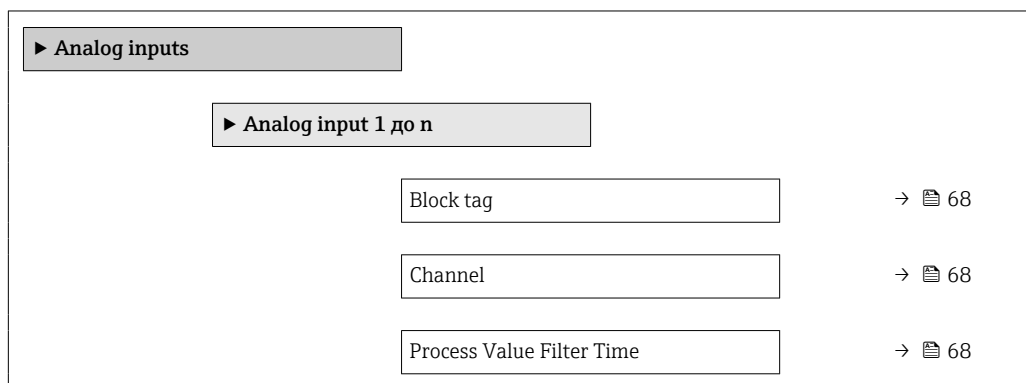 ▶ Analog inputs
▶ Analog input 1 до n
Block tag → 68
Channel → 68
Process Value Filter Time → 68